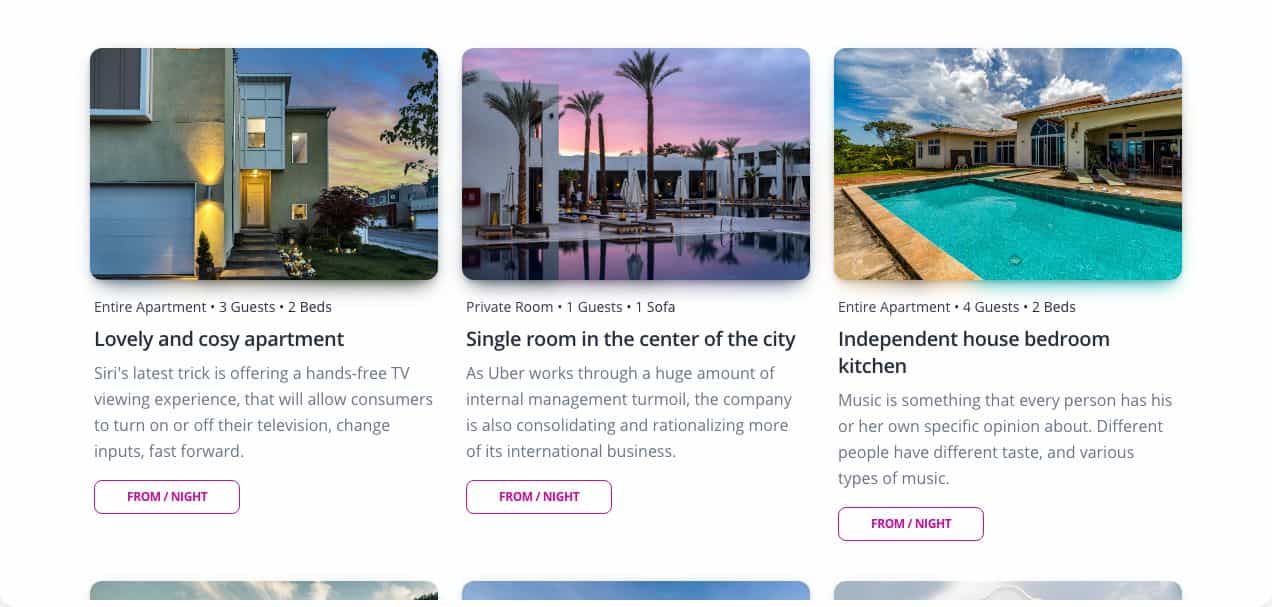 Entire Apartment • 3 Guests • 2 Beds
Lovely and cosy apartment
Siri's latest trick is offering a hands-free TV
viewing experience, that will allow consumers
to turn on or off their television, change
inputs, fast forward.
FROM / NIGHT
Private Room • 1 Guests • 1 Sofa
Single room in the center of the city
As Uber works through a huge amount of
internal management turmoil, the company
is also consolidating and rationalizing more
of its international business.
FROM / NIGHT
Entire Apartment • 4 Guests • 2 Beds
Independent house bedroom
kitchen
Music is something that every person has his
or her own specific opinion about. Different
people have different taste, and various
types of music.
FROM / NIGHT